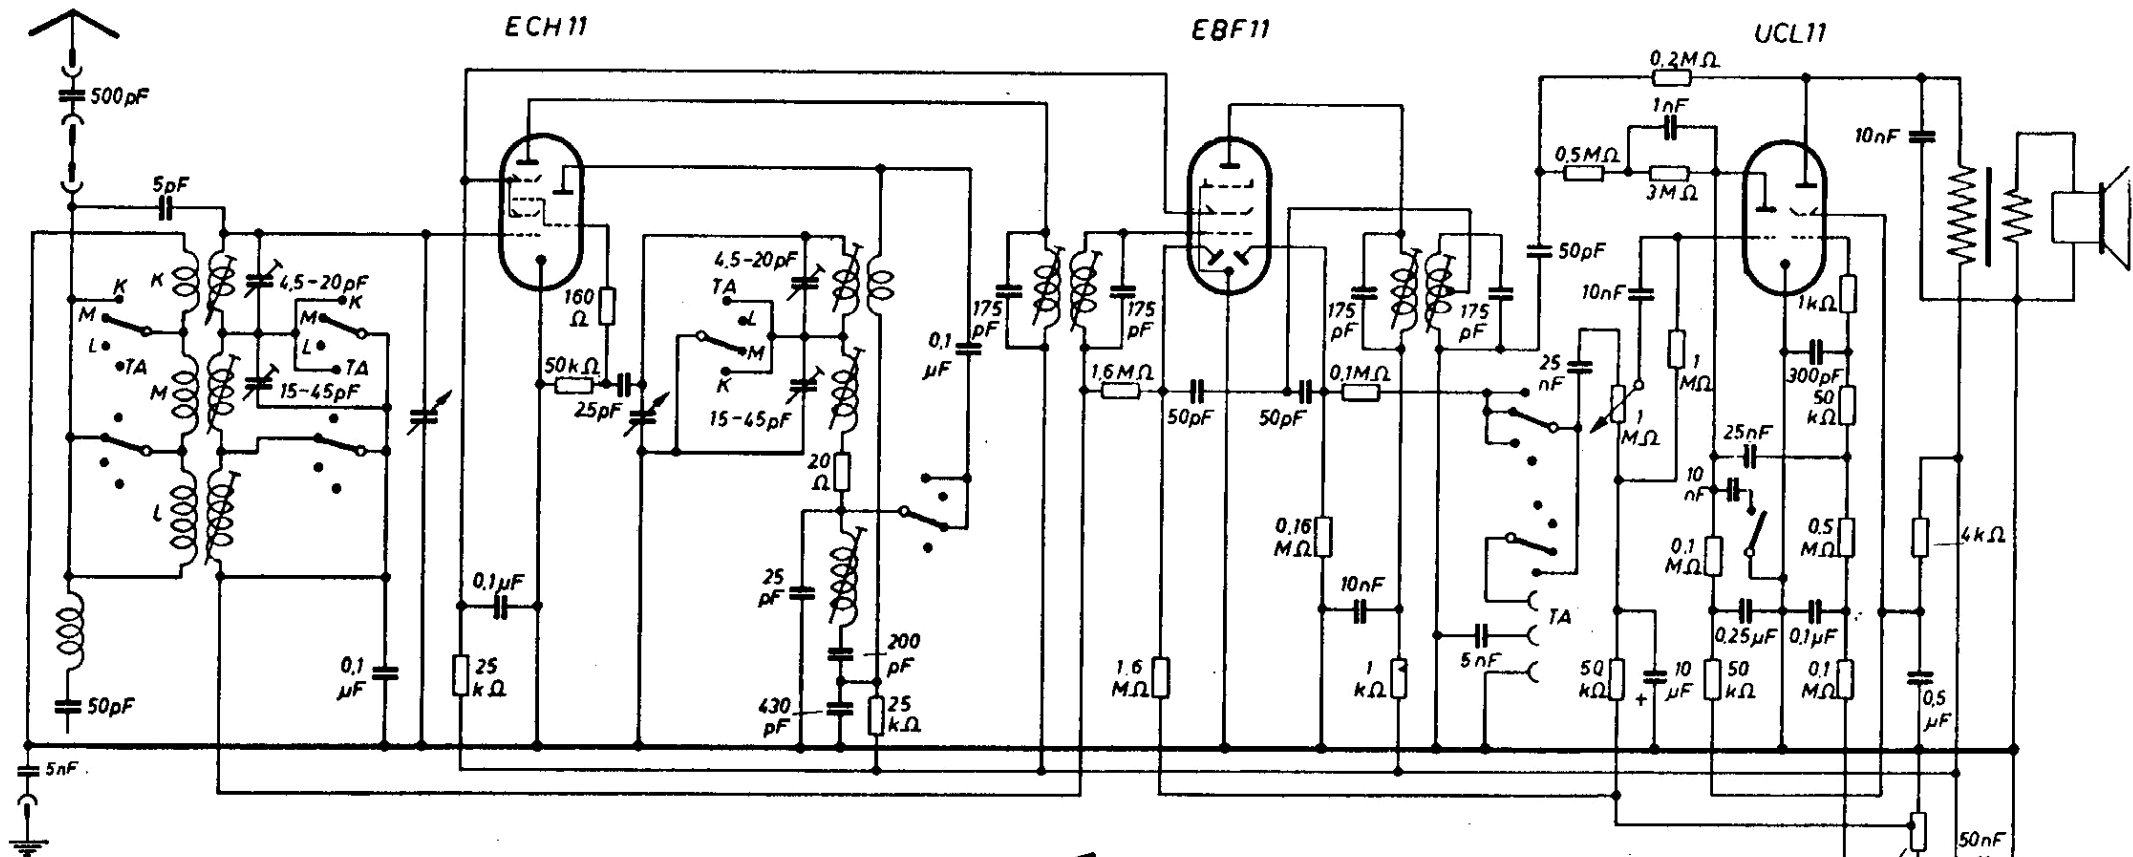 ECH11
EBF11
UCL11
500pF
5pF
K
4,5-20pF
K
M
L
TA
K
M
L
TA
M
15-45pF
L
50pF
5nF
0,1
µF
0,1µF
25
kΩ
160
Ω
50kΩ
25pF
4,5-20pF
TA
L
M
K
15-45pF
20
Ω
25
pF
200
pF
430
pF
25
kΩ
0,1
µF
175
pF
175
pF
1,6MΩ
50pF
50pF
0,1MΩ
175
pF
175
pF
1,6
MΩ
0,16
MΩ
10nF
1
kΩ
5nF
TA
25
nF
50pF
0,2MΩ
1nF
0,5MΩ
3MΩ
10nF
1
MΩ
1
MΩ
50
kΩ
10
µF
+
25nF
10
nF
0,1
MΩ
0,25µF
0,1µF
50
kΩ
0,1
MΩ
1kΩ
300pF
50
kΩ
0,5
MΩ
10nF
4kΩ
0,5
µF
50nF